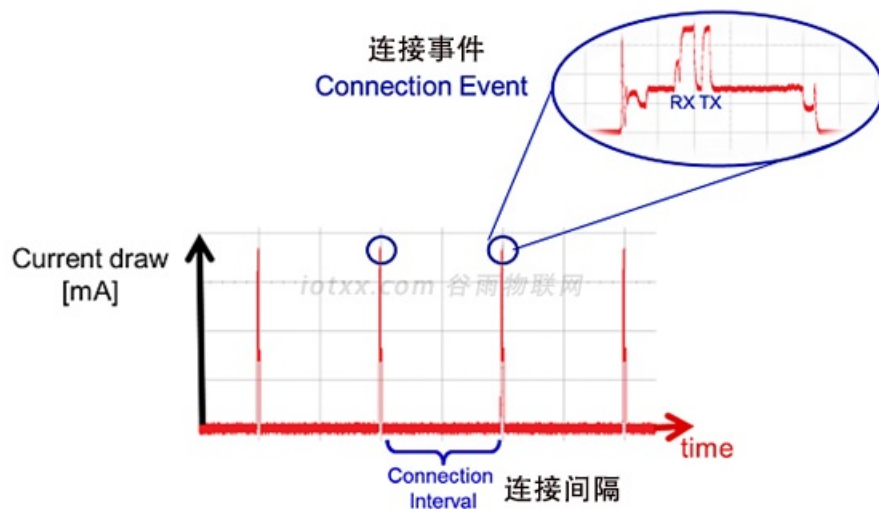 连接事件
Connection Event
RX TX
Current draw
[mA]
iotxx.com 谷雨物联网
time
Connection
Interval
连接间隔